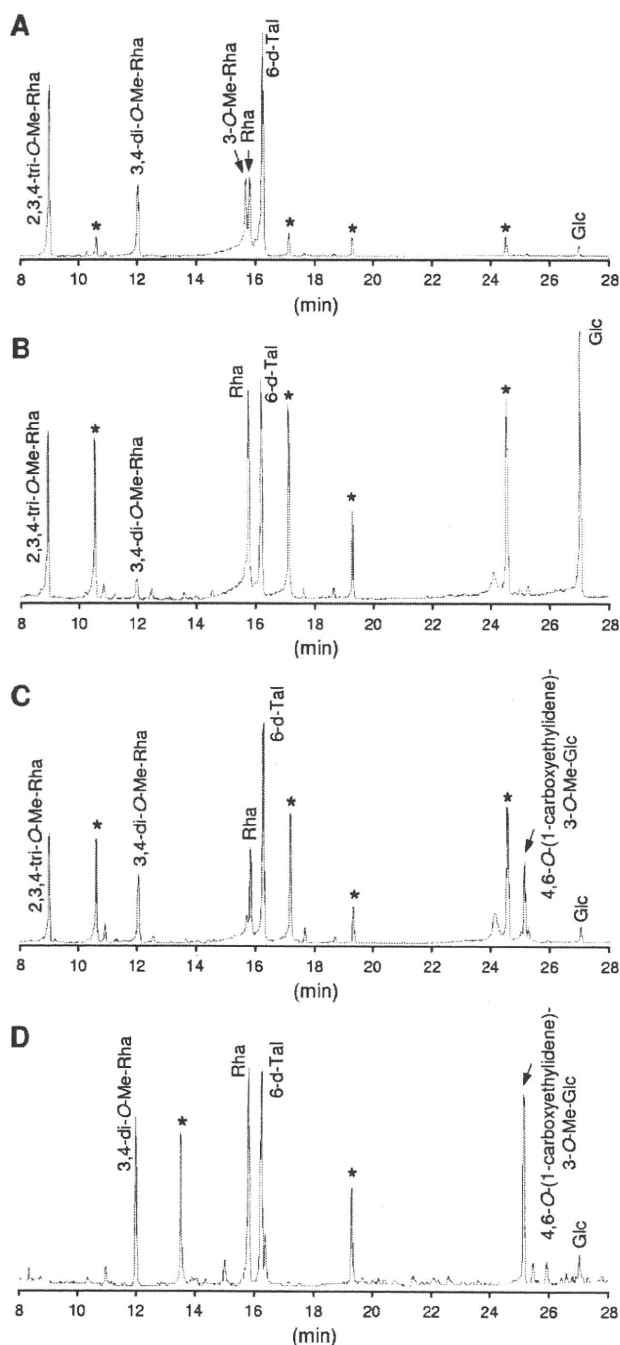 A
2,3,4-tri-O-Me-Rha
*
3,4-di-O-Me-Rha
3-O-Me-Rha
Rha
6-d-Tal
*
*
*
Glc
8 10 12 14 16 18 20 22 24 26 28
(min)
B
2,3,4-tri-O-Me-Rha
*
3,4-di-O-Me-Rha
Rha
6-d-Tal
*
*
*
Glc
8 10 12 14 16 18 20 22 24 26 28
(min)
C
2,3,4-tri-O-Me-Rha
*
3,4-di-O-Me-Rha
Rha
6-d-Tal
*
*
*
4,6-O-(1-carboxyethylidene)-
3-O-Me-Glc
Glc
8 10 12 14 16 18 20 22 24 26 28
(min)
D
3,4-di-O-Me-Rha
*
Rha
6-d-Tal
*
4,6-O-(1-carboxyethylidene)-
3-O-Me-Glc
Glc
8 10 12 14 16 18 20 22 24 26 28
(min)